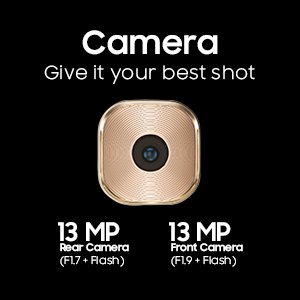 Camera
Give it your best shot
13 MP 13 MP
Rear Camera Front Camera
(F1.7 + Flash) (F1.9 + Flash)